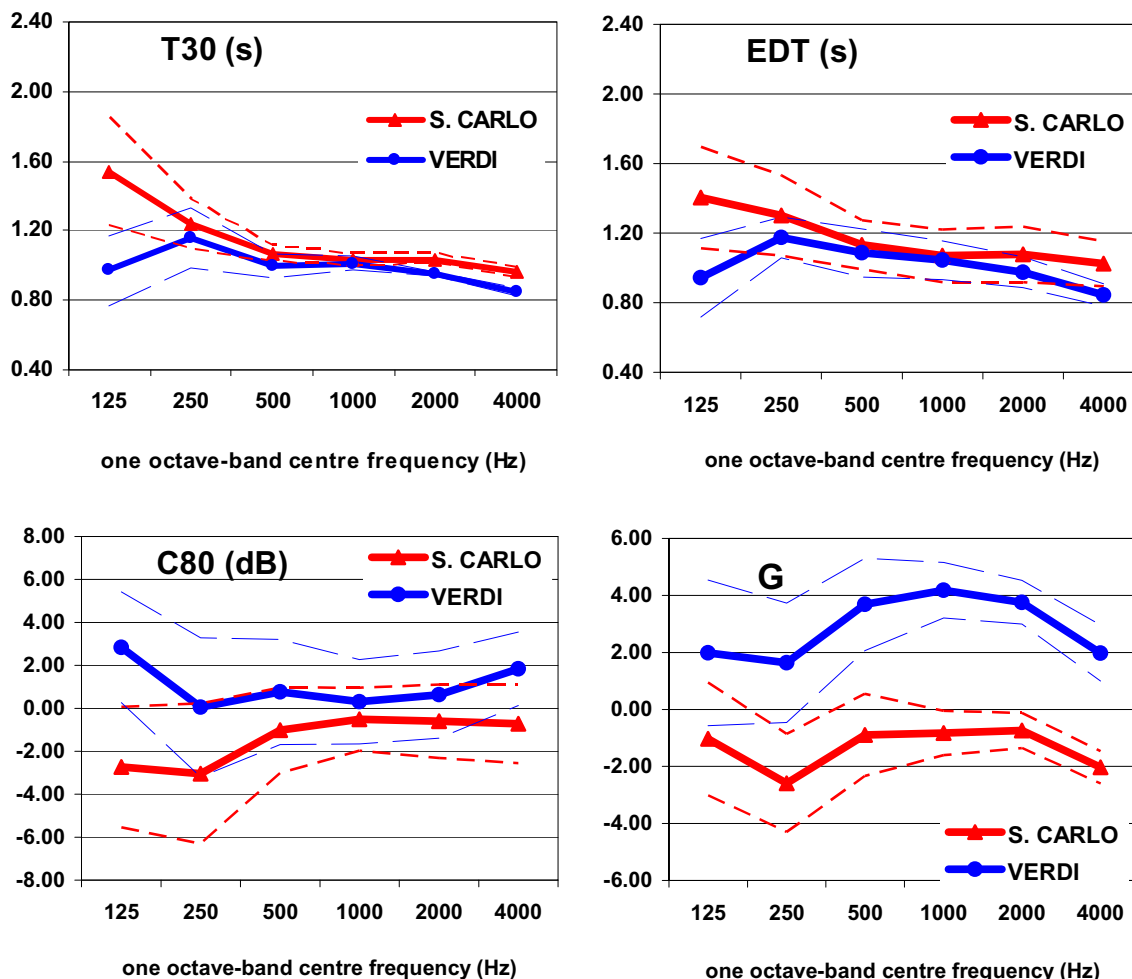 T30 (s)
2.40
2.00
1.60
1.20
0.80
0.40
S. CARLO
VERDI
125 250 500 1000 2000 4000
one octave-band centre frequency (Hz)
EDT (s)
2.40
2.00
1.60
1.20
0.80
0.40
S. CARLO
VERDI
125 250 500 1000 2000 4000
one octave-band centre frequency (Hz)
C80 (dB)
8.00
6.00
4.00
2.00
0.00
-2.00
-4.00
-6.00
-8.00
S. CARLO
VERDI
125 250 500 1000 2000 4000
one octave-band centre frequency (Hz)
G
6.00
4.00
2.00
0.00
-2.00
-4.00
-6.00
S. CARLO
VERDI
125 250 500 1000 2000 4000
one octave-band centre frequency (Hz)